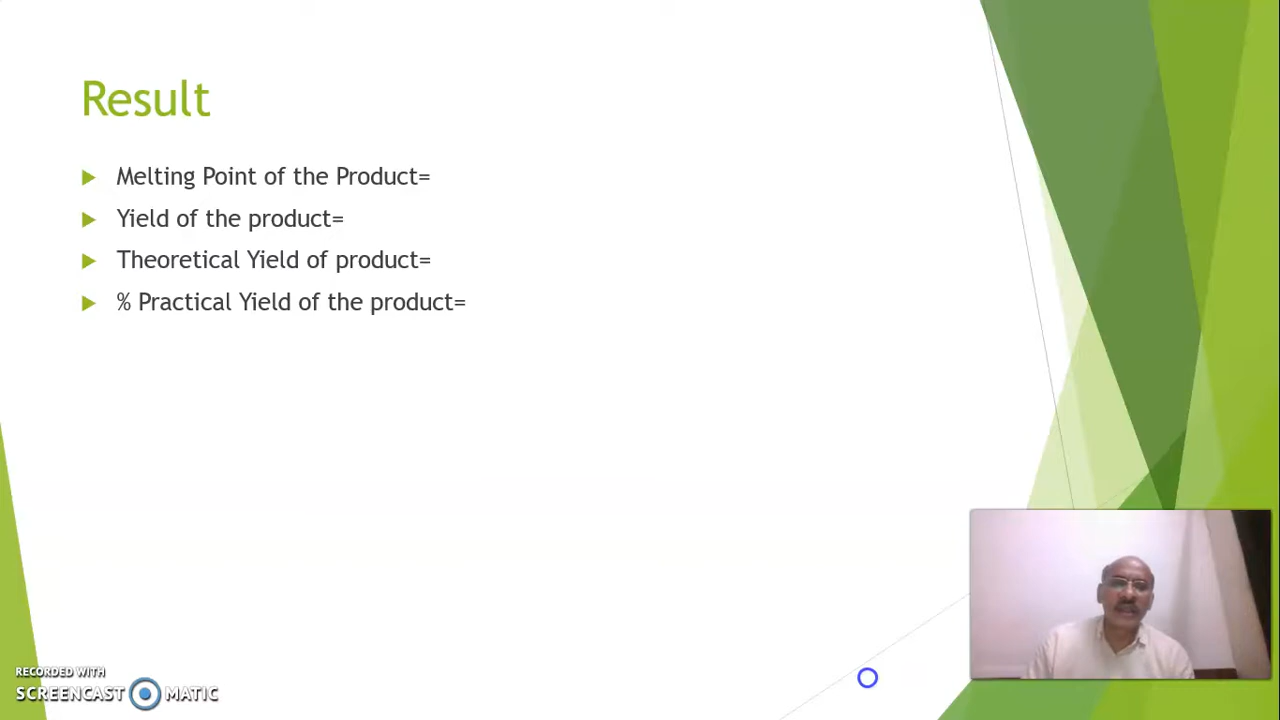 Result
Melting Point of the Product=
Yield of the product=
Theoretical Yield of product=
% Practical Yield of the product=
RECORDED WITH
SCREENCAST MATIC